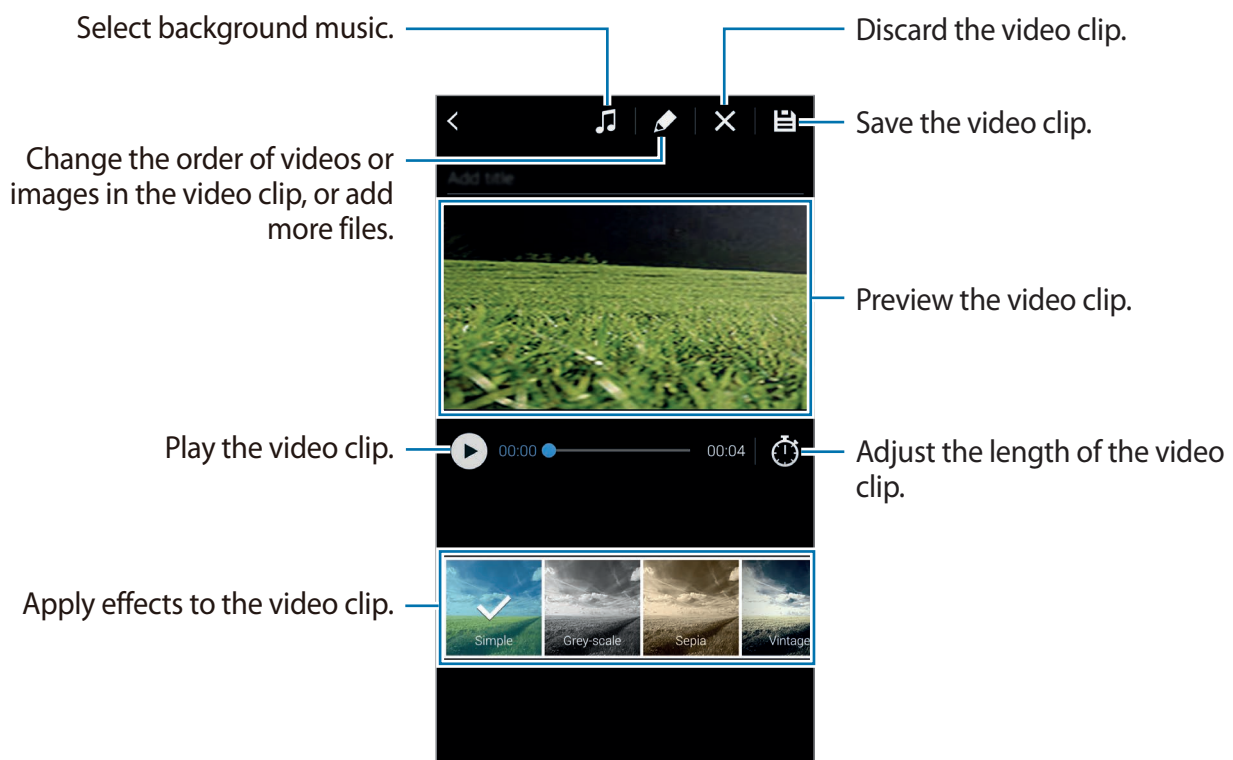 Select background music.
Discard the video clip.
Save the video clip.
Change the order of videos or
images in the video clip, or add
more files.
Add title
Preview the video clip.
Play the video clip.
00:00
00:04
Adjust the length of the video
clip.
Apply effects to the video clip.
Simple
Grey-scale
Sepia
Vintage